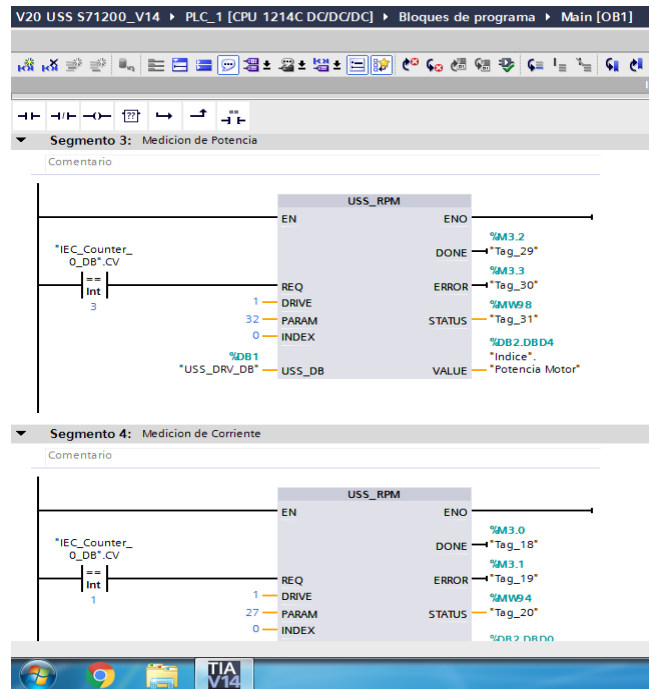 V20 USS S71200_V14 ▸ PLC_1 [CPU 1214C DC/DC/DC] ▸ Bloques de programa ▸ Main [OB1]
Segmento 3: Medicion de Potencia
Comentario
USS_RPM
EN ENO
%M3.2
"IEC_Counter_
0_DB".CV
DONE "Tag_29"
%M3.3
==
Int
REQ ERROR "Tag_30"
3
1 DRIVE %MW98
32 PARAM STATUS "Tag_31"
0 INDEX
%DB2.DBD4
%DB1 "Indice".
"USS_DRV_DB" USS_DB VALUE "Potencia Motor"
Segmento 4: Medicion de Corriente
Comentario
USS_RPM
EN ENO
%M3.0
"IEC_Counter_
0_DB".CV
DONE "Tag_18"
%M3.1
==
Int
REQ ERROR "Tag_19"
1
1 DRIVE %MW94
27 PARAM STATUS "Tag_20"
0 INDEX
%DB2.DBD0
TIA
V14